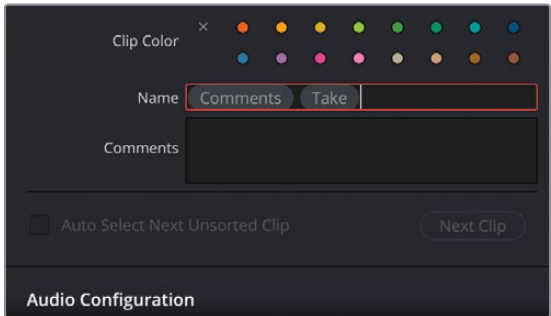 Clip Color
Name Comments Take
Comments
Auto Select Next Unsorted Clip Next Clip
Audio Configuration